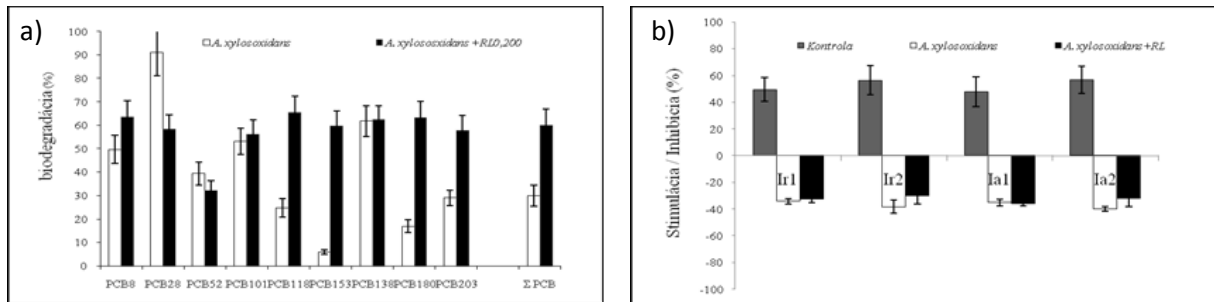 a)
A. xylosoxidans
A. xylososxidans +RL0,200
biodegradácia (%)
100
90
80
70
60
50
40
30
20
10
0
PCB8 PCB28 PCB52 PCB101 PCB118 PCB153 PCB138 PCB180 PCB203 Σ PCB
b)
Kontrola
A. xylosoxidans
A. xylosoxidans+RL
Stimulácia / Inhibícia (%)
100
80
60
40
20
0
-20
-40
-60
-80
-100
Ir1 Ir2 Ia1 Ia2